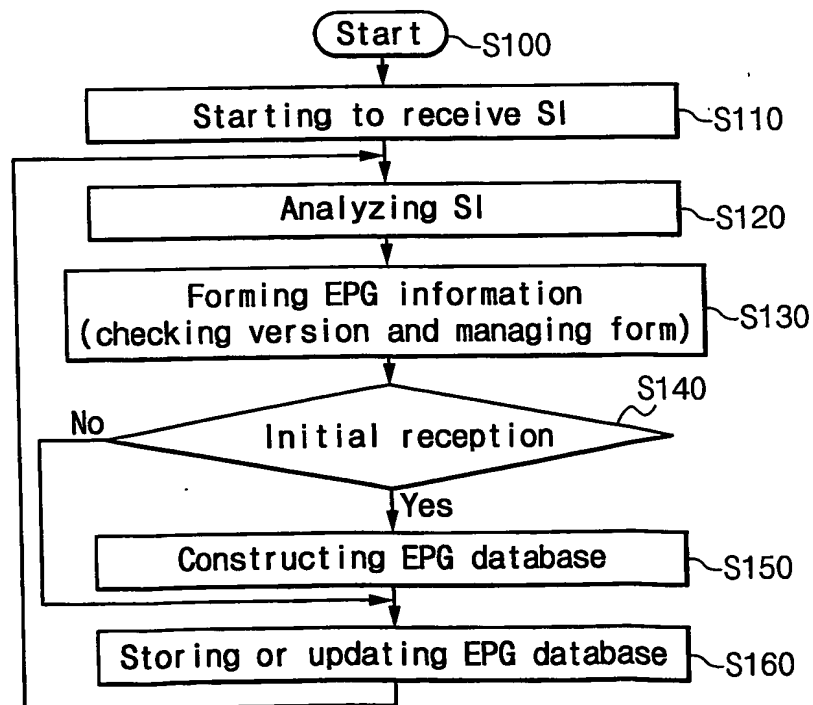 Start
S100
Starting to receive SI
S110
Analyzing SI
S120
Forming EPG information
(checking version and managing form)
S130
Initial reception
S140
No
Yes
Constructing EPG database
S150
Storing or updating EPG database
S160